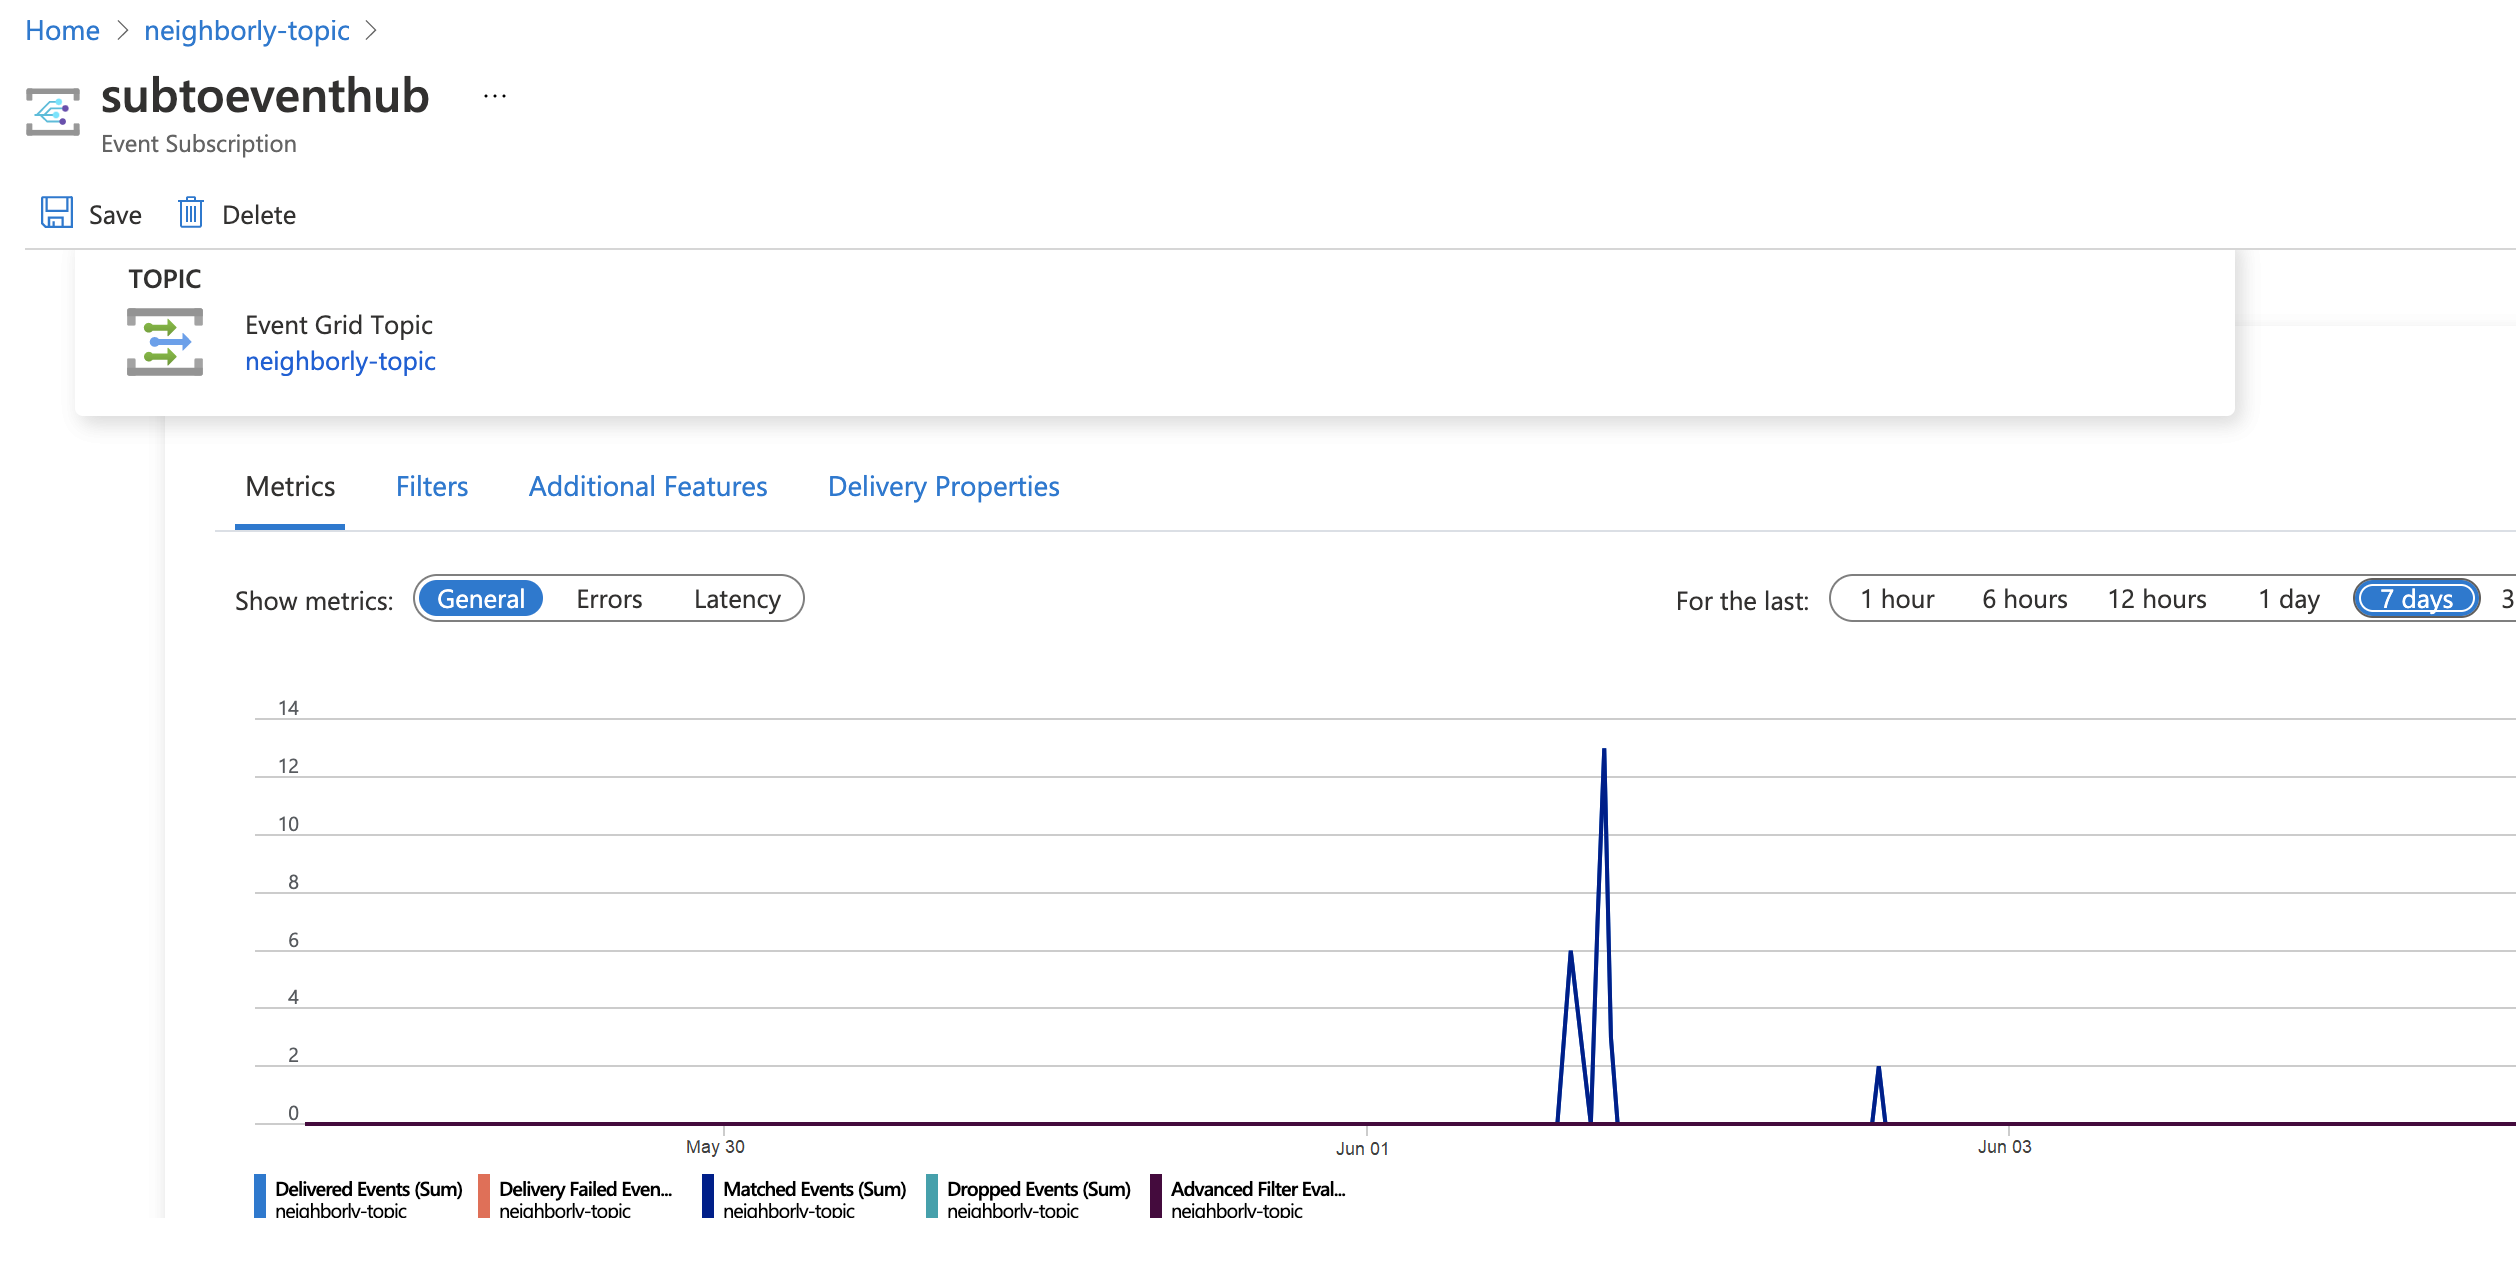 Home > neighborly-topic >
subtoeventhub ...
Event Subscription
Save Delete
TOPIC
Event Grid Topic
neighborly-topic
Metrics Filters Additional Features Delivery Properties
Show metrics: General Errors Latency For the last: 1 hour 6 hours 12 hours 1 day 7 days 3
14
12
10
8
6
4
2
0
May 30 Jun 01 Jun 03
Delivered Events (Sum) Delivery Failed Even... Matched Events (Sum) Dropped Events (Sum) Advanced Filter Eval...
neighborly-topic neighborly-topic neighborly-topic neighborly-topic neighborly-topic